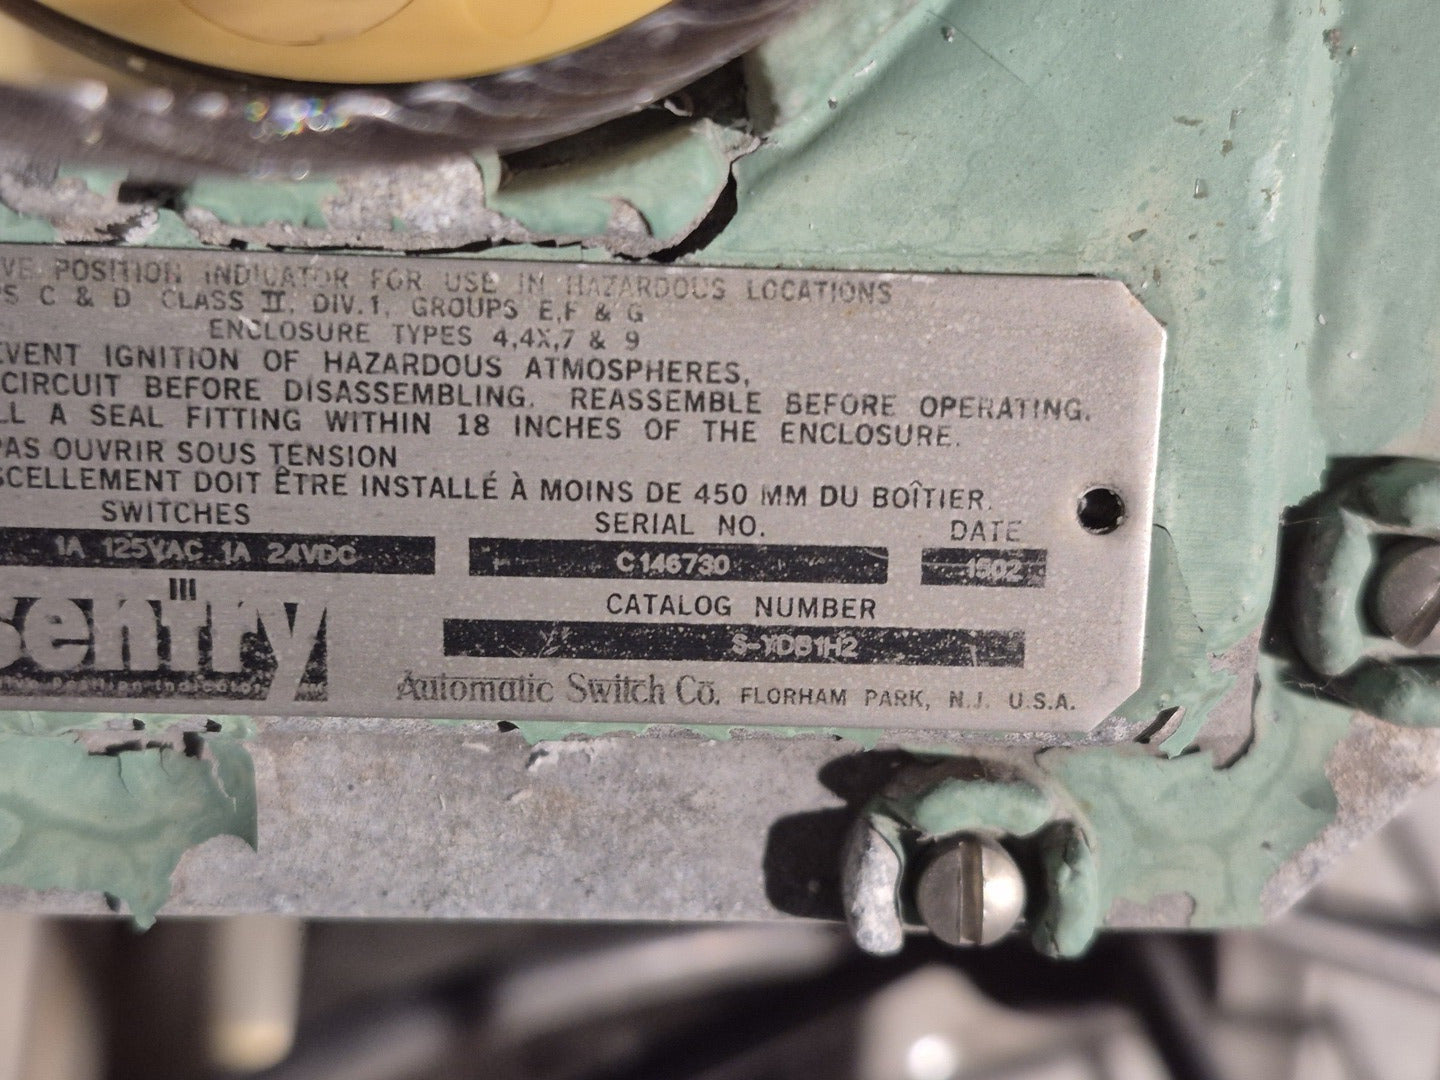 VE POSITION INDICATOR FOR USE IN HAZARDOUS LOCATIONS
PS C & D CLASS II, DIV.1, GROUPS E,F & G
ENCLOSURE TYPES 4,4X,7 & 9
EVENT IGNITION OF HAZARDOUS ATMOSPHERES,
CIRCUIT BEFORE DISASSEMBLING. REASSEMBLE BEFORE OPERATING.
LL A SEAL FITTING WITHIN 18 INCHES OF THE ENCLOSURE.
PAS OUVRIR SOUS TENSION
SCELLEMENT DOIT ÊTRE INSTALLÉ À MOINS DE 450 MM DU BOÎTIER.
SWITCHES SERIAL NO. DATE
1A 125VAC 1A 24VDC C146730 1502
CATALOG NUMBER
S-YDB1H2
sentry
Automatic Switch Co. FLORHAM PARK, N.J. U.S.A.